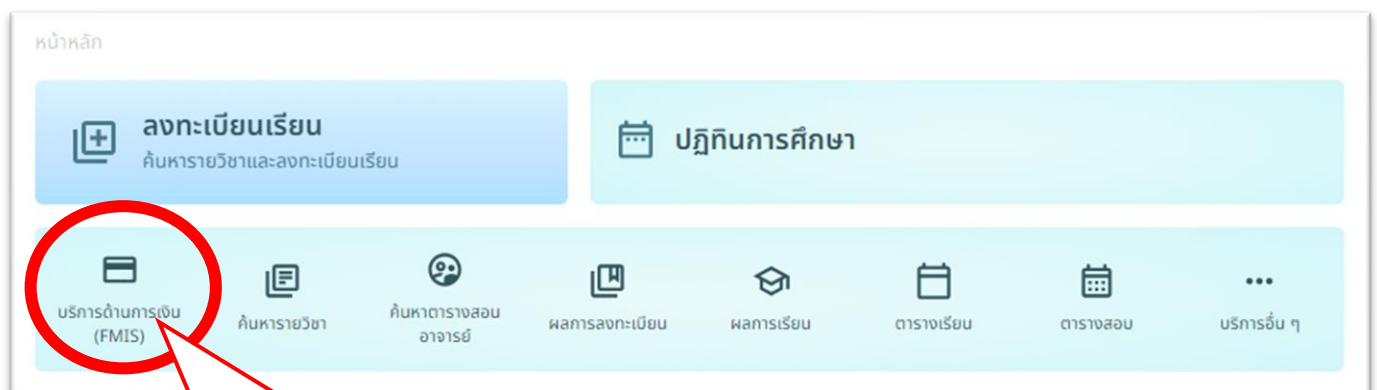 หน้าหลัก
ลงทะเบียนเรียน
ค้นหารายวิชาและลงทะเบียนเรียน
ปฏิทินการศึกษา
บริการด้านการเงิน
(FMIS)
ค้นหารายวิชา
ค้นหาตารางสอน
อาจารย์
ผลการลงทะเบียน
ผลการเรียน
ตารางเรียน
ตารางสอบ
บริการอื่น ๆ